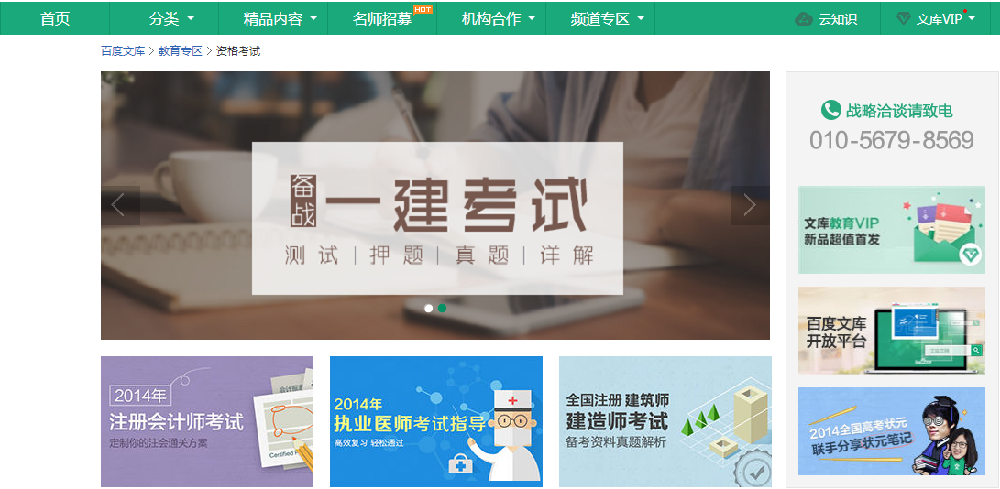 首页 分类 精品内容 名师招募 HOT 机构合作 频道专区 云知识 文库VIP
百度文库 > 教育专区 > 资格考试
备战 一建考试
测试 | 押题 | 真题 | 详解
战略洽谈请致电
010-5679-8569
文库教育VIP
新品超值首发
百度文库
开放平台
2014全国高考状元
联手分享状元笔记
2014年
注册会计师考试
定制你的注会通关方案
Certified
2014年
执业医师考试指导
高效复习 轻松通过
全国注册 建筑师
建造师考试
备考资料真题解析